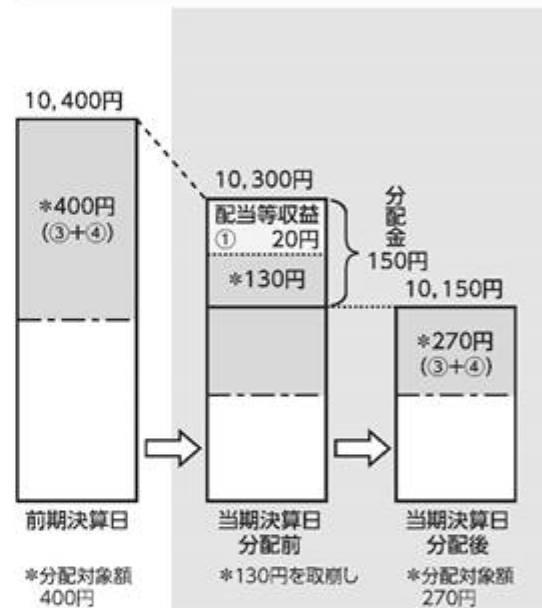 10,400円
*400円
(③+④)
前期決算日
*分配対象額
400円
10,300円
配当等収益
① 20円
*130円
分配金
150円
当期決算日
分配前
*130円を取崩し
10,150円
*270円
(③+④)
当期決算日
分配後
*分配対象額
270円